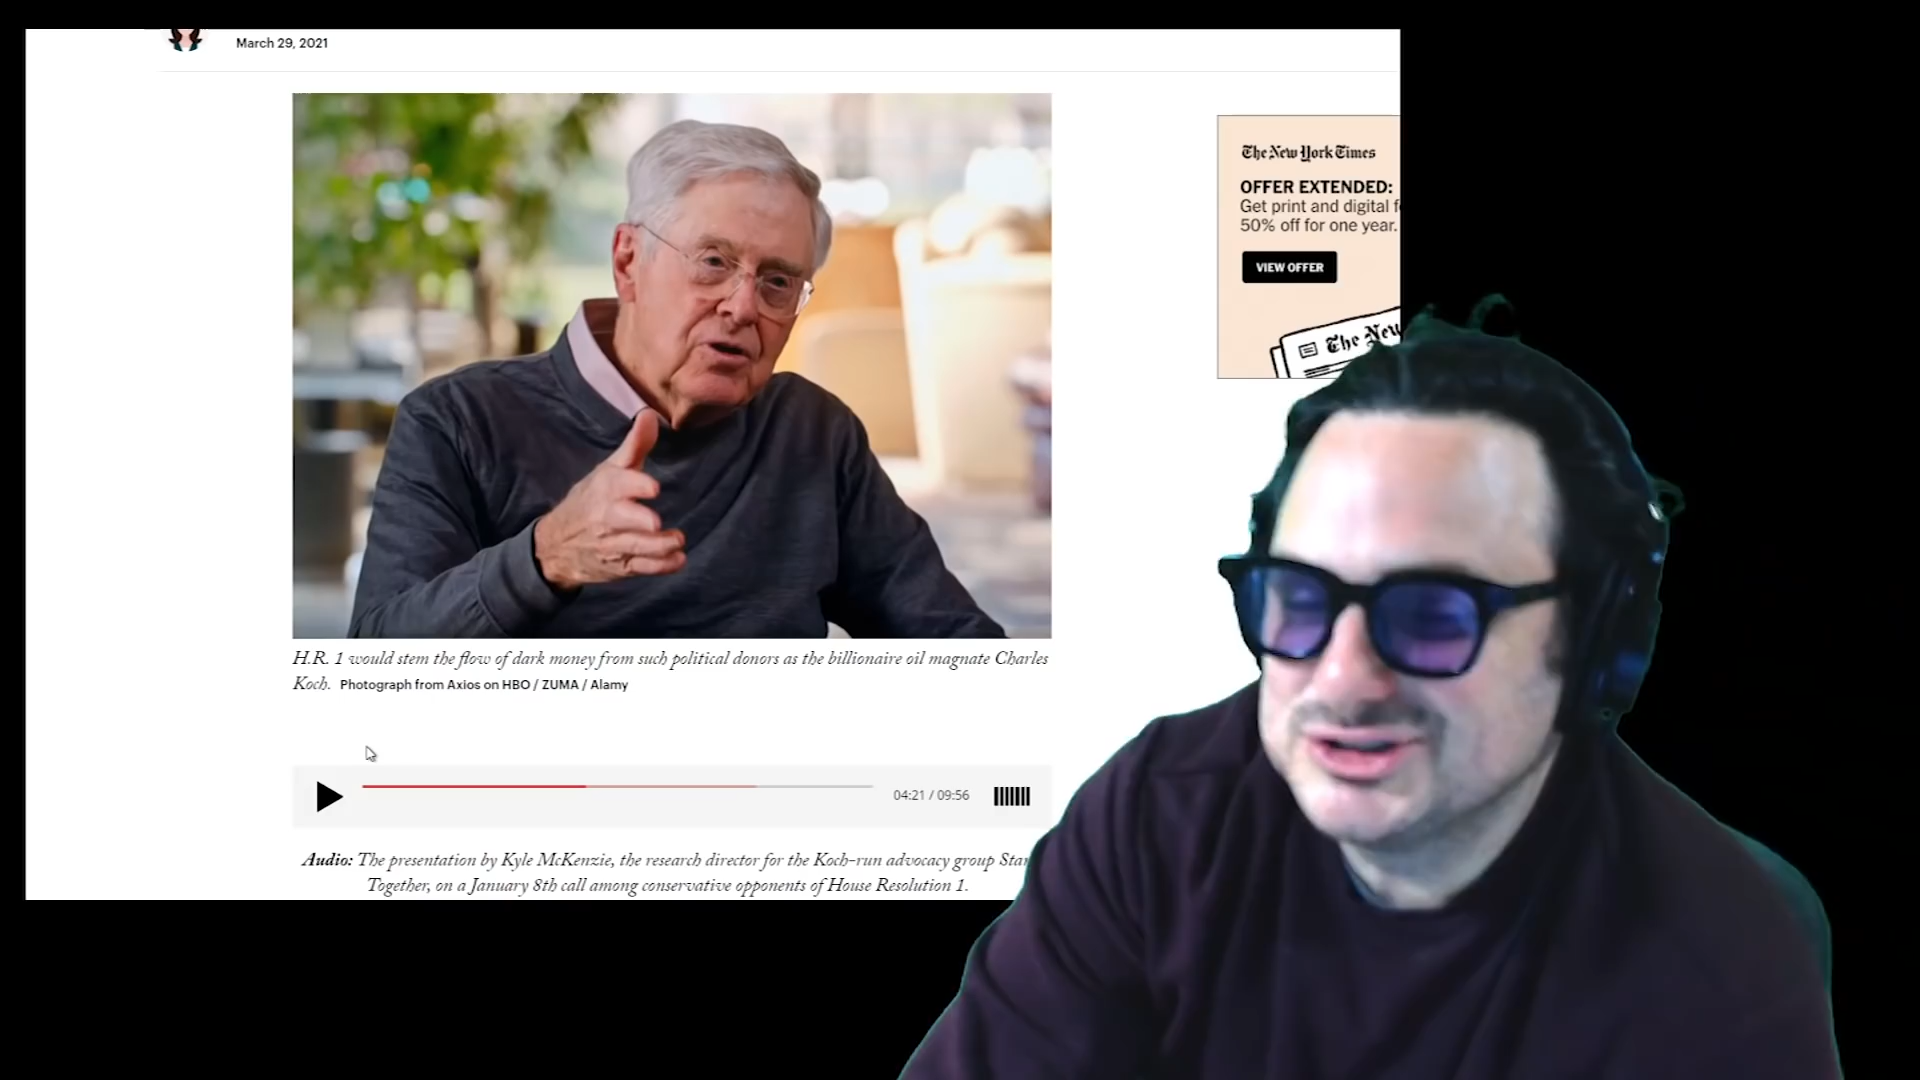 March 29, 2021
The New York Times
OFFER EXTENDED:
Get print and digital
50% off for one year.
VIEW OFFER
The New
H.R. 1 would stem the flow of dark money from such political donors as the billionaire oil magnate Charles
Koch. Photograph from Axios on HBO / ZUMA / Alamy
04:21 / 09:56
Audio: The presentation by Kyle McKenzie, the research director for the Koch-run advocacy group
Together, on a January 8th call among conservative opponents of House Resolution 1.